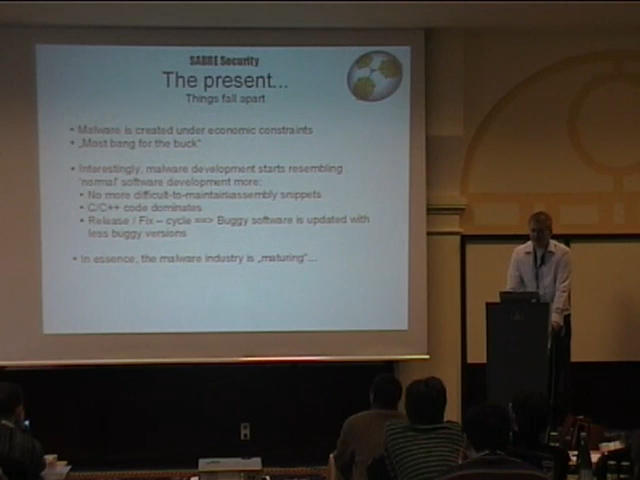 SABRE Security
The present...
Things fall apart
• Malware is created under economic constraints
• „Most bang for the buck“
• Interestingly, malware development starts resembling
'normal' software development more:
• No more difficult-to-maintain assembly snippets
• C/C++ code dominates
• Release / Fix – cycle ==> Buggy software is updated with
less buggy versions
• In essence, the malware industry is „maturing“...